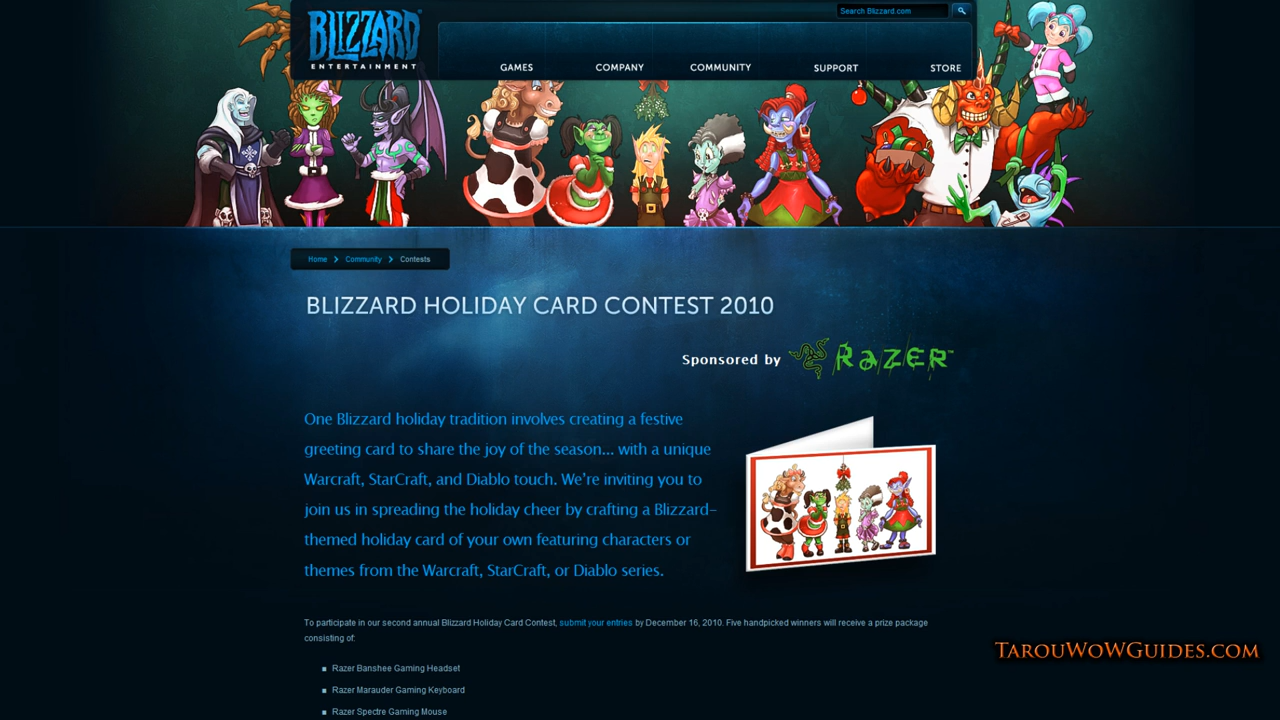 BLIZZARD
ENTERTAINMENT
Search Blizzard.com
GAMES COMPANY COMMUNITY SUPPORT STORE
Home > Community > Contests
BLIZZARD HOLIDAY CARD CONTEST 2010
Sponsored by RAZER™
One Blizzard holiday tradition involves creating a festive
greeting card to share the joy of the season... with a unique
Warcraft, StarCraft, and Diablo touch. We're inviting you to
join us in spreading the holiday cheer by crafting a Blizzard-
themed holiday card of your own featuring characters or
themes from the Warcraft, StarCraft, or Diablo series.
To participate in our second annual Blizzard Holiday Card Contest, submit your entries by December 16, 2010. Five handpicked winners will receive a prize package
consisting of:
■ Razer Banshee Gaming Headset
■ Razer Marauder Gaming Keyboard
■ Razer Spectre Gaming Mouse
TarouWoWGuides.com